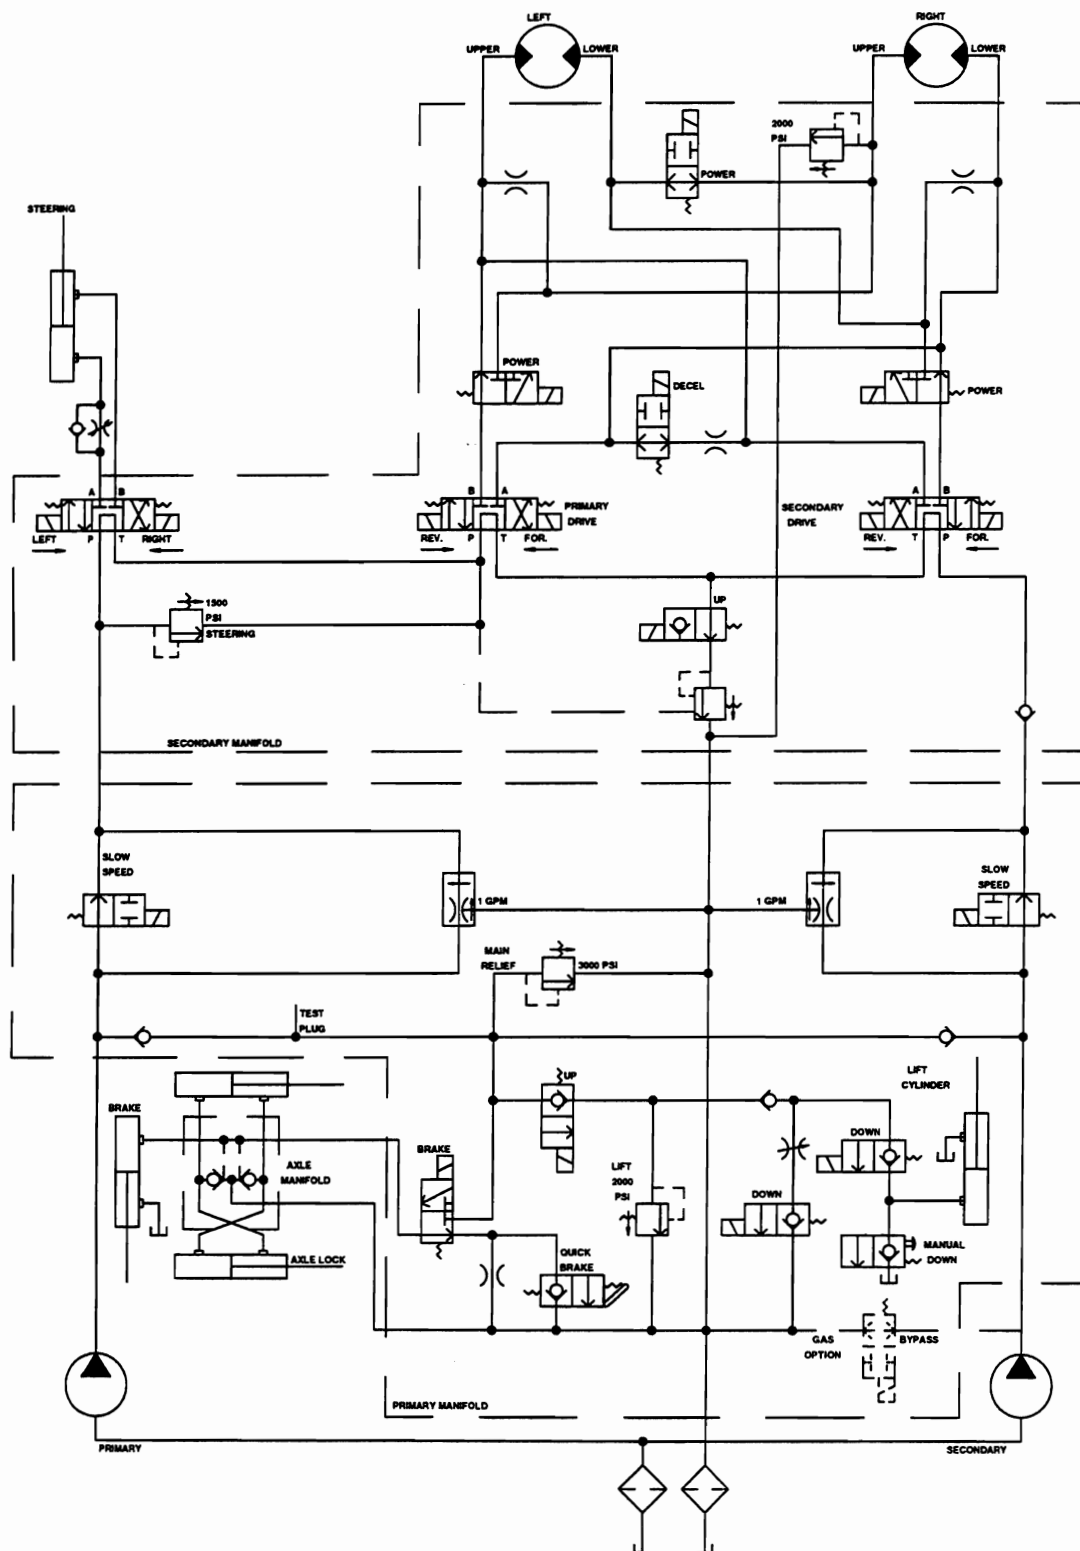 LEFT
RIGHT
UPPER
LOWER
UPPER
LOWER
2000
PSI
POWER
STEERING
POWER
DECEL
POWER
A
B
B
A
A
B
PRIMARY
DRIVE
SECONDARY
DRIVE
LEFT
P
T
RIGHT
REV.
P
T
FOR.
REV.
T
P
FOR.
1500
PSI
STEERING
UP
SECONDARY MANIFOLD
SLOW
SPEED
SLOW
SPEED
1 GPM
1 GPM
MAIN
RELIEF
3000 PSI
TEST
PLUG
UP
LIFT
CYLINDER
BRAKE
AXLE
MANIFOLD
BRAKE
LIFT
2000
PSI
DOWN
DOWN
MANUAL
DOWN
AXLE LOCK
QUICK
BRAKE
GAS
OPTION
BYPASS
PRIMARY MANIFOLD
PRIMARY
SECONDARY